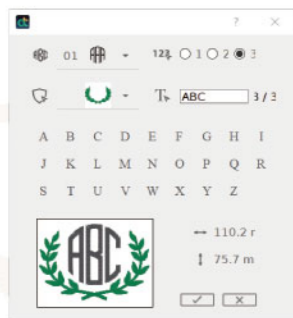 ?
01 123 1 2 3
T ABC 3 / 3
A B C D E F G H I
J K L M N O P Q R
S T U V W X Y Z
110.2 r
ABC
75.7 m